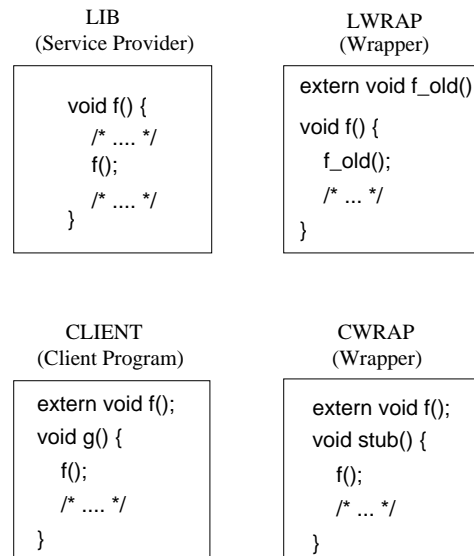 LIB
(Service Provider)
void f() {
/* .... */
f();
/* .... */
}
LWRAP
(Wrapper)
extern void f_old()
void f() {
f_old();
/* ... */
}
CLIENT
(Client Program)
extern void f();
void g() {
f();
/* .... */
}
CWRAP
(Wrapper)
extern void f();
void stub() {
f();
/* ... */
}